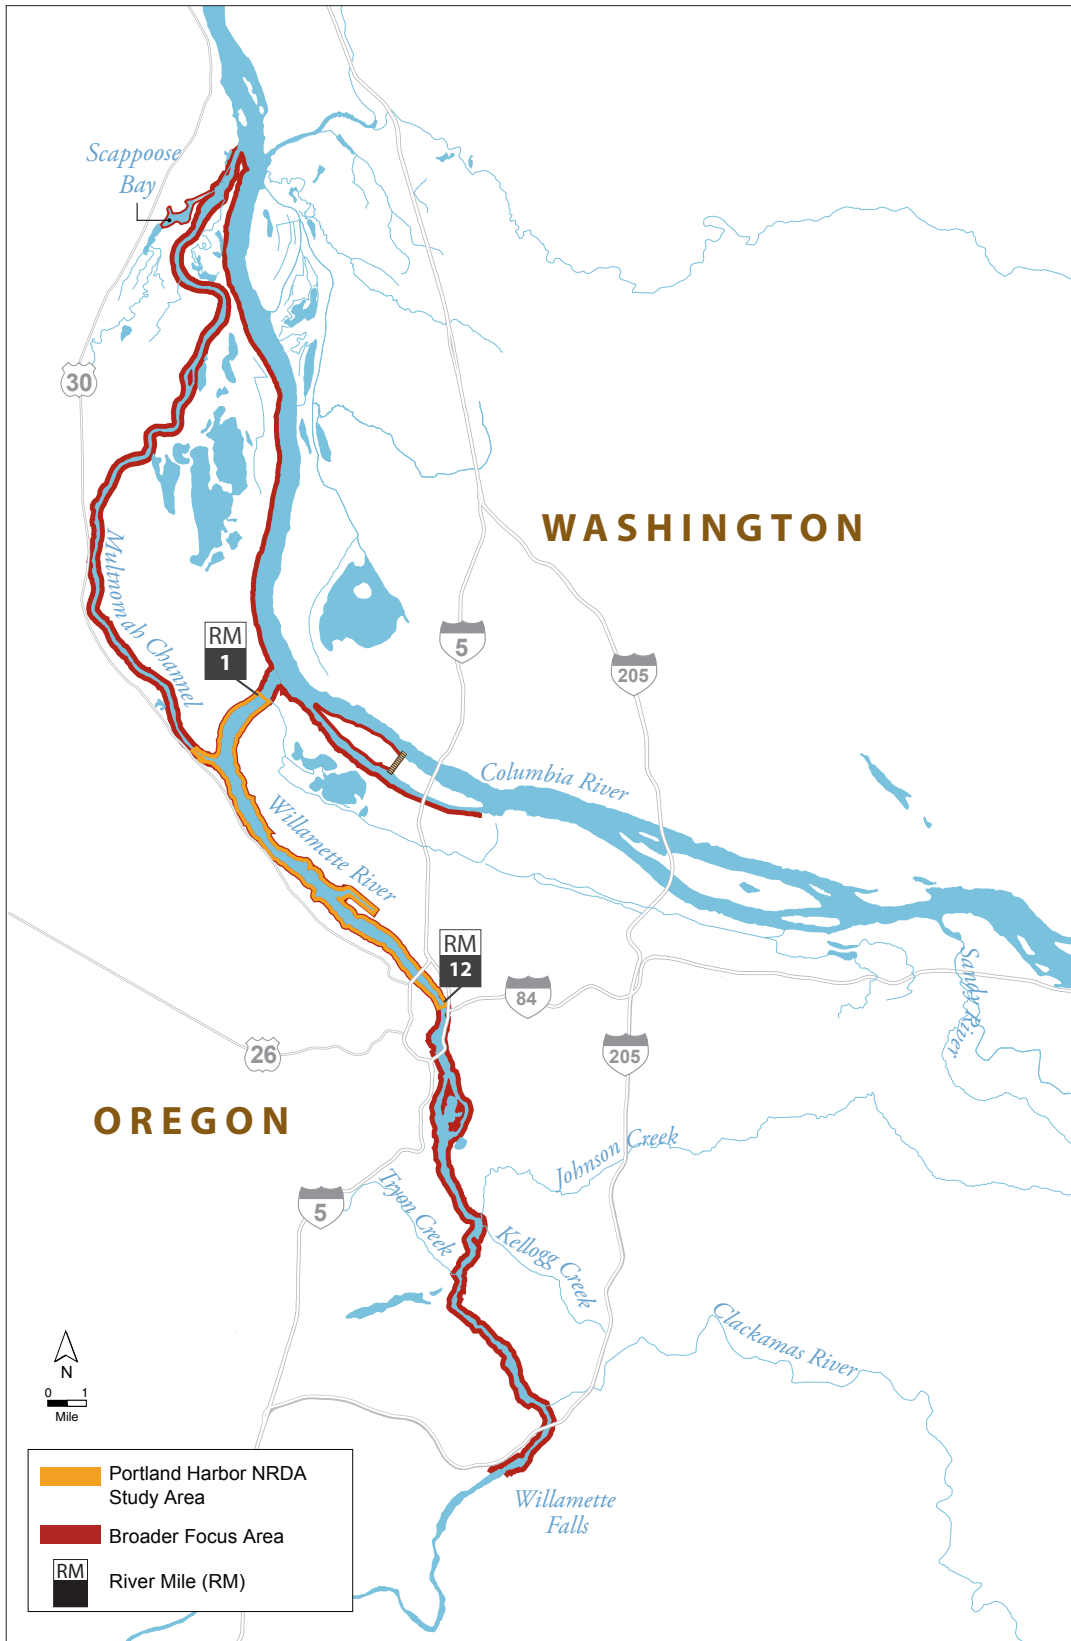 Scappoose
Bay
30
WASHINGTON
Multnomah Channel
RM
1
5
205
Columbia River
Willamette River
RM
12
84
Sandy River
26
205
OREGON
Johnson Creek
Tryon Creek
5
Kellogg Creek
Clackamas River
N
0 1
Mile
Portland Harbor NRDA
Study Area
Broader Focus Area
RM
River Mile (RM)
Willamette
Falls